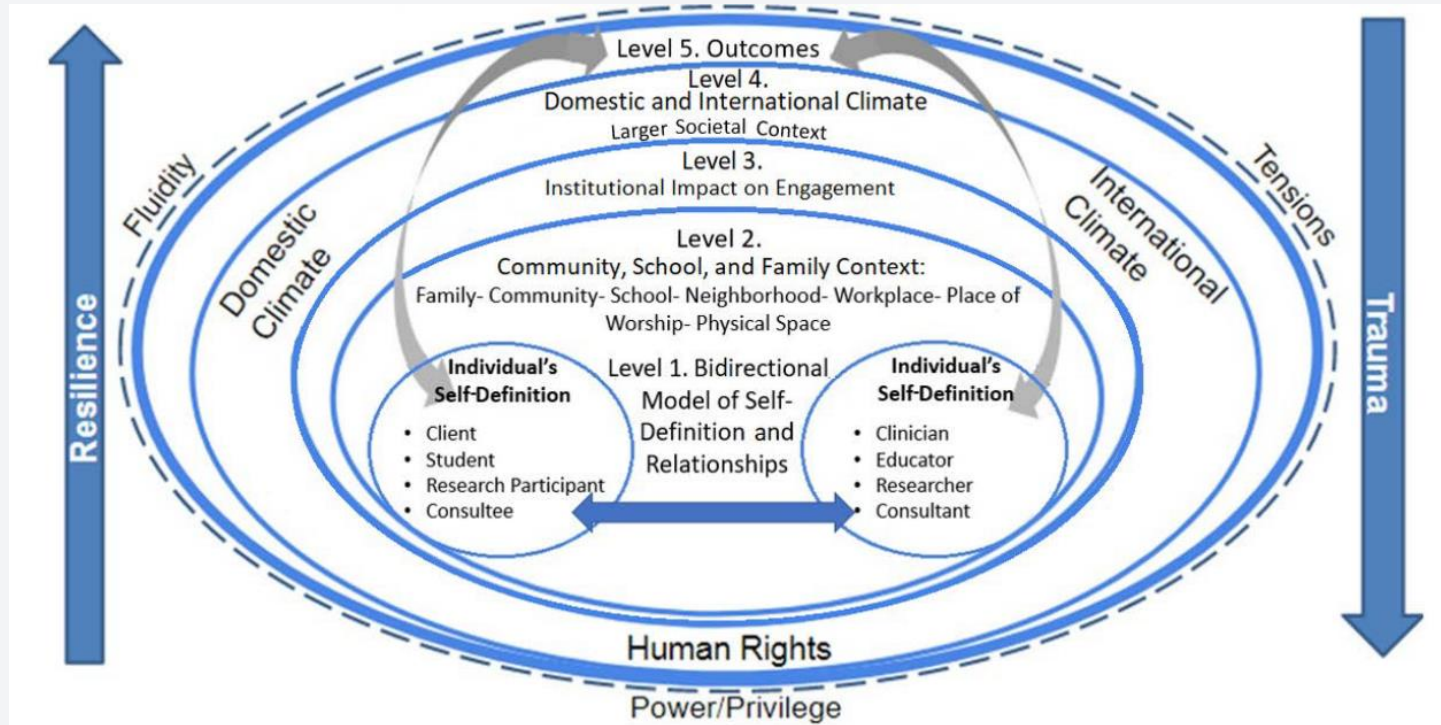 Level 5. Outcomes
Level 4.
Domestic and International Climate
Larger Societal Context
Level 3.
Institutional Impact on Engagement
Fluidity
Tensions
Domestic
Climate
International
Climate
Level 2.
Community, School, and Family Context:
Family- Community- School- Neighborhood- Workplace- Place of
Worship- Physical Space
Resilience
Trauma
Individual's
Self-Definition
• Client
• Student
• Research Participant
• Consultee
Level 1. Bidirectional
Model of Self-
Definition and
Relationships
Individual's
Self-Definition
• Clinician
• Educator
• Researcher
• Consultant
Human Rights
Power/Privilege